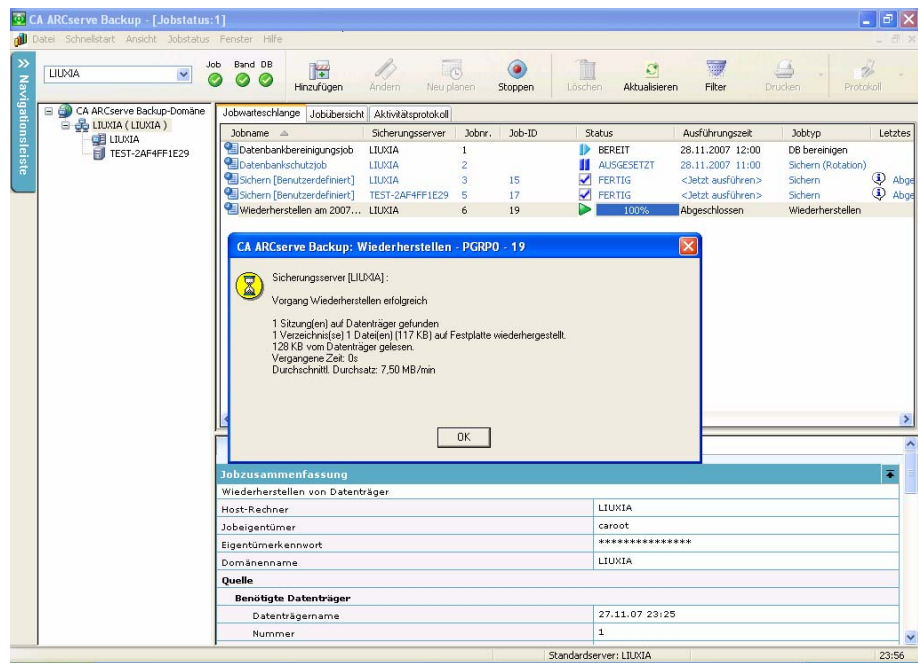 CA ARCserve Backup - [Jobstatus:1]
Datei Schnellstart Ansicht Jobstatus Fenster Hilfe
Navigationsleiste
LIUXIA
Job Band DB
Hinzufügen Ändern Neu planen Stoppen Löschen Aktualisieren Filter Drucken Protokoll
CA ARCserve Backup-Domäne
LIUXIA ( LIUXIA )
LIUXIA
TEST-2AF4FF1E29
Jobwarteschlange Jobübersicht Aktivitätsprotokoll
Jobname Sicherungsserver Jobnr. Job-ID Status Ausführungszeit Jobtyp Letztes
Datenbankbereinigungsjob LIUXIA 1 BEREIT 28.11.2007 12:00 DB bereinigen
Datenbankschutzjob LIUXIA 2 AUSGESETZT 28.11.2007 11:00 Sichern (Rotation)
Sichern [Benutzerdefiniert] LIUXIA 3 15 FERTIG <Jetzt ausführen> Sichern Abge
Sichern [Benutzerdefiniert] TEST-2AF4FF1E29 5 17 FERTIG <Jetzt ausführen> Sichern Abge
Wiederherstellen am 2007... LIUXIA 6 19 100% Abgeschlossen Wiederherstellen
CA ARCserve Backup: Wiederherstellen - PGRP0 - 19
Sicherungsserver [LIUXIA] :
Vorgang Wiederherstellen erfolgreich
1 Sitzung(en) auf Datenträger gefunden
1 Verzeichnis(se) 1 Datei(en) (117 KB) auf Festplatte wiederhergestellt.
128 KB vom Datenträger gelesen.
Vergangene Zeit: 0s
Durchschnittl. Durchsatz: 7,50 MB/min
OK
Jobzusammenfassung
Wiederherstellen von Datenträger
Host-Rechner LIUXIA
Jobeigentümer caroot
Eigentümerkennwort ***************
Domänenname LIUXIA
Quelle
Benötigte Datenträger
Datenträgername 27.11.07 23:25
Nummer 1
Standardserver: LIUXIA 23:56